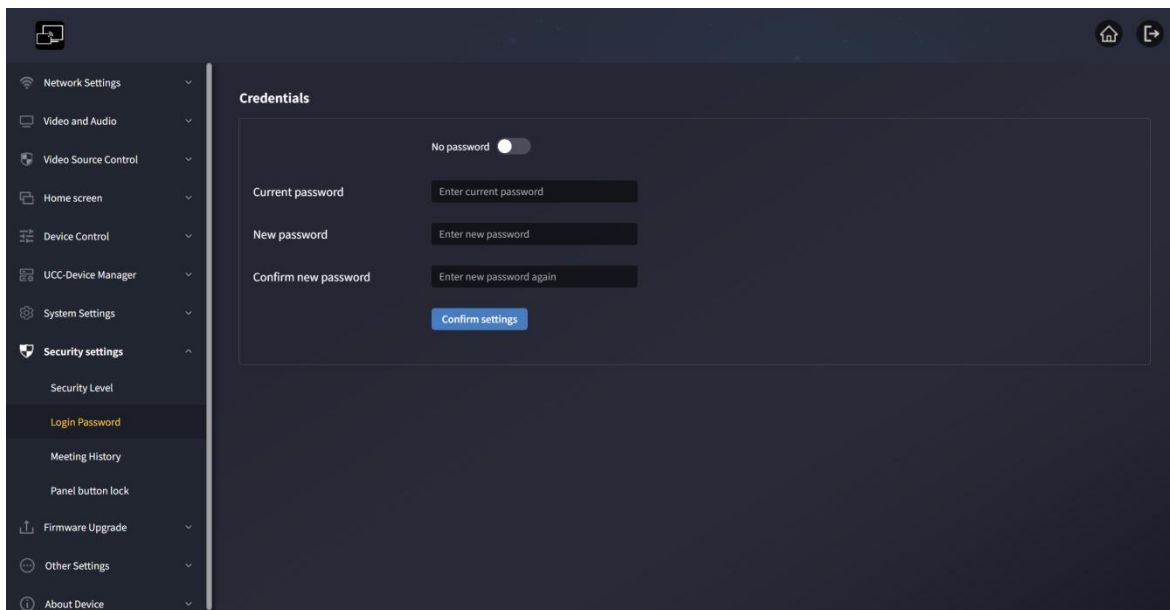 Network Settings
Video and Audio
Video Source Control
Home screen
Device Control
UCC-Device Manager
System Settings
Security settings
Security Level
Login Password
Meeting History
Panel button lock
Firmware Upgrade
Other Settings
About Device
Credentials
No password
Current password Enter current password
New password Enter new password
Confirm new password Enter new password again
Confirm settings